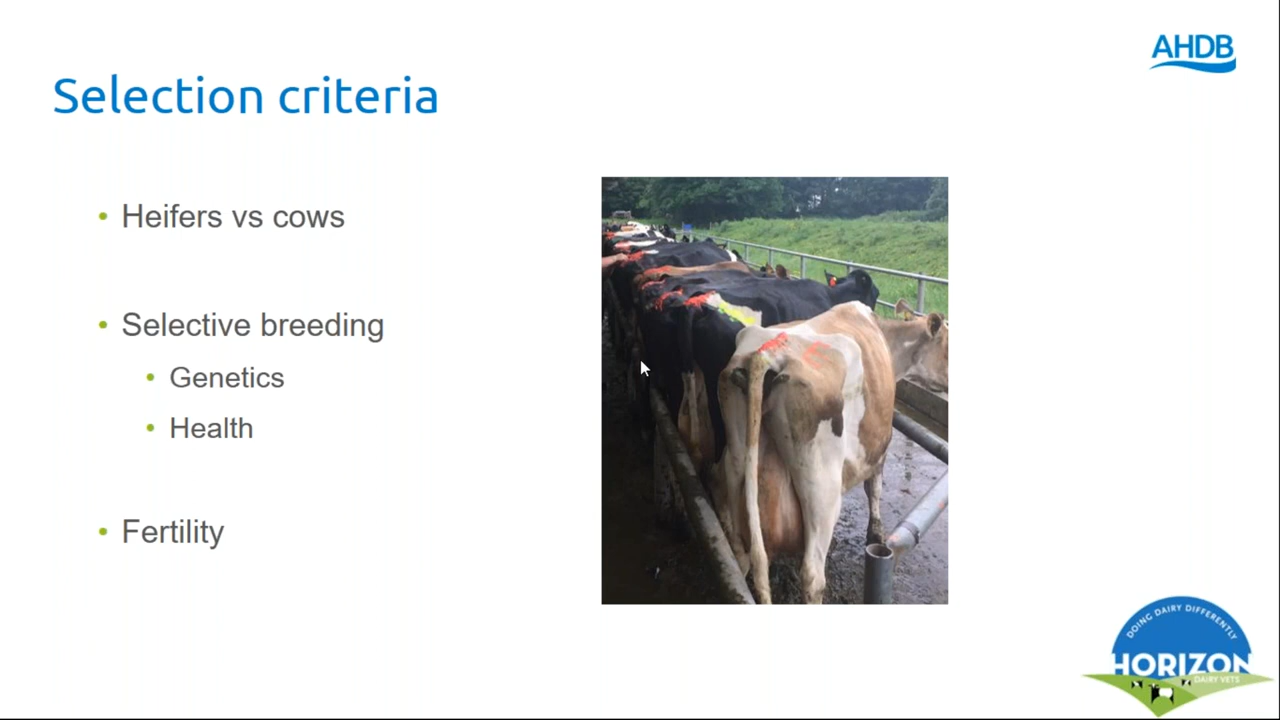 AHDB
Selection criteria
• Heifers vs cows
• Selective breeding
• Genetics
• Health
• Fertility
DOING DAIRY DIFFERENTLY
HORIZON
DAIRY VETS